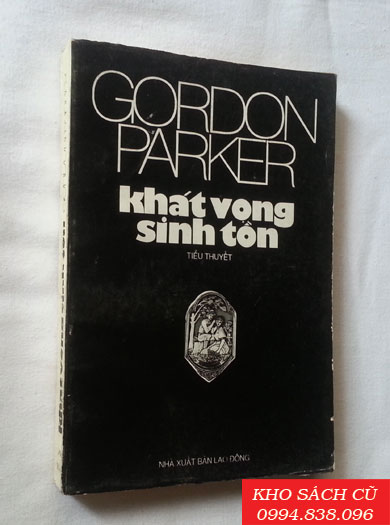 GORDON
PARKER
khát vọng
sinh tồn
TIỂU THUYẾT
NHÀ XUẤT BẢN LAO-ĐỘNG
KHO SÁCH CŨ
0994.838.096